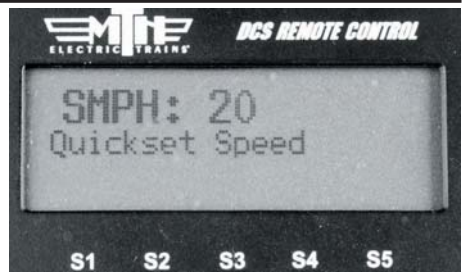 MTH
ELECTRIC TRAINS
DCS REMOTE CONTROL
SMPH: 20
Quickset Speed
S1 S2 S3 S4 S5